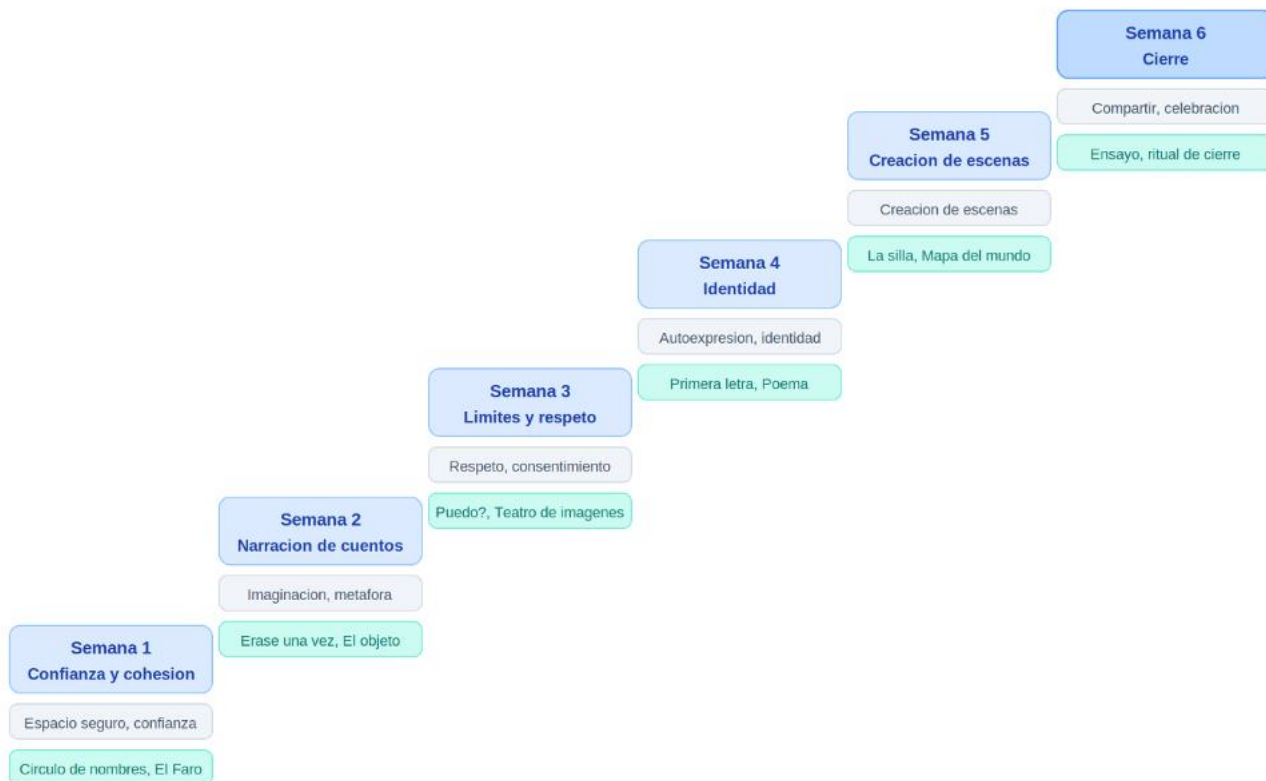 Semana 6
Cierre
Compartir, celebracion
Ensayo, ritual de cierre
Semana 5
Creacion de escenas
Creacion de escenas
La silla, Mapa del mundo
Semana 4
Identidad
Autoexpresion, identidad
Primera letra, Poema
Semana 3
Limites y respeto
Respeto, consentimiento
Puedo?, Teatro de imagenes
Semana 2
Narracion de cuentos
Imaginacion, metafora
Erase una vez, El objeto
Semana 1
Confianza y cohesion
Espacio seguro, confianza
Circulo de nombres, El Faro